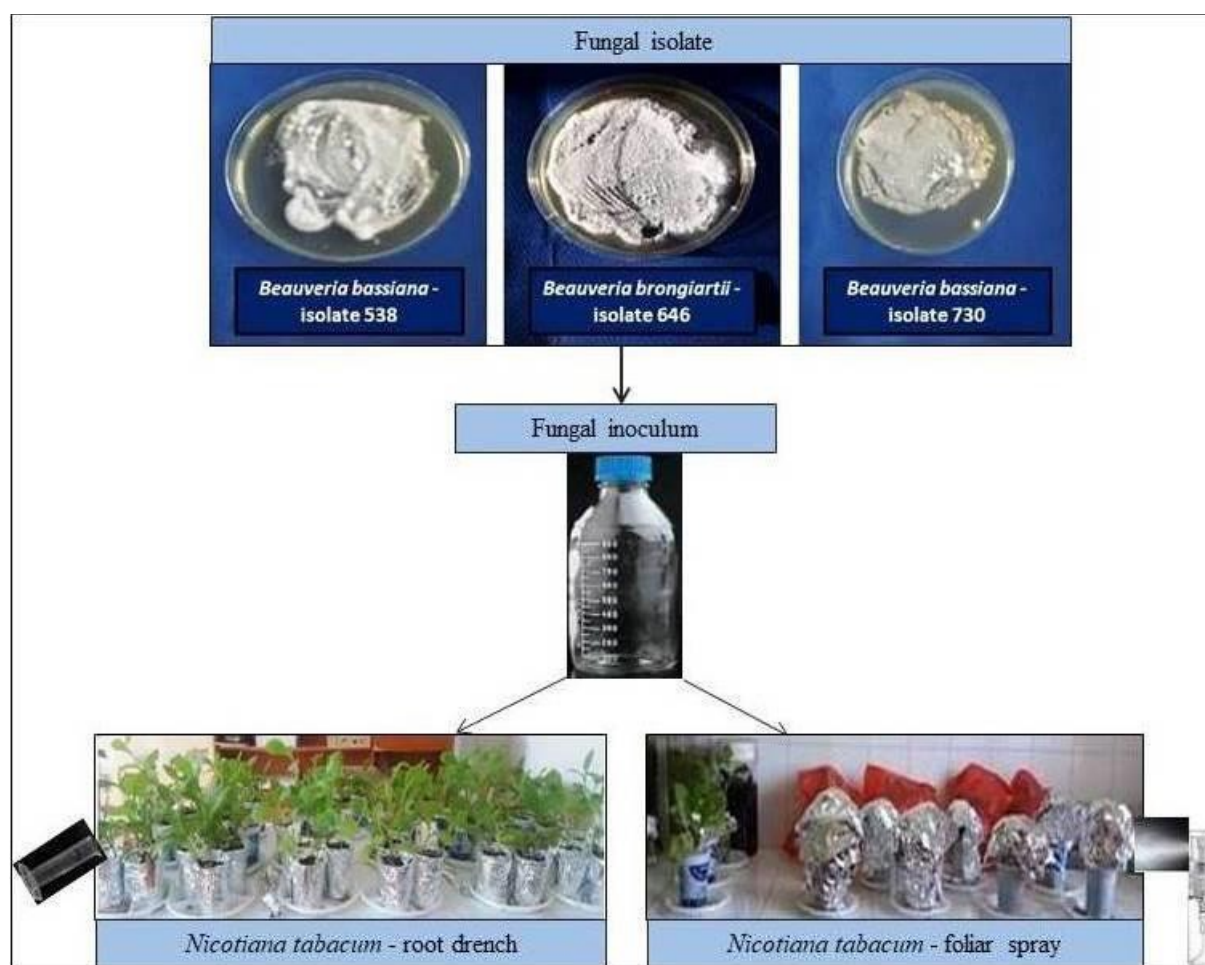 Fungal isolate
Beauveria bassiana -
isolate 538
Beauveria brongiartii -
isolate 646
Beauveria bassiana -
isolate 730
Fungal inoculum
Nicotiana tabacum - root drench
Nicotiana tabacum - foliar spray